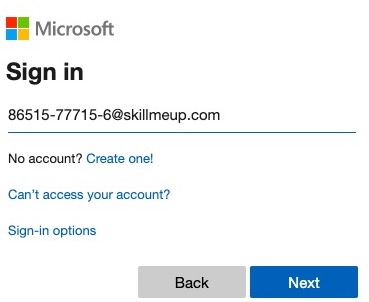 Microsoft
Sign in
86515-77715-6@skillmeup.com
No account? Create one!
Can't access your account?
Sign-in options
Back Next